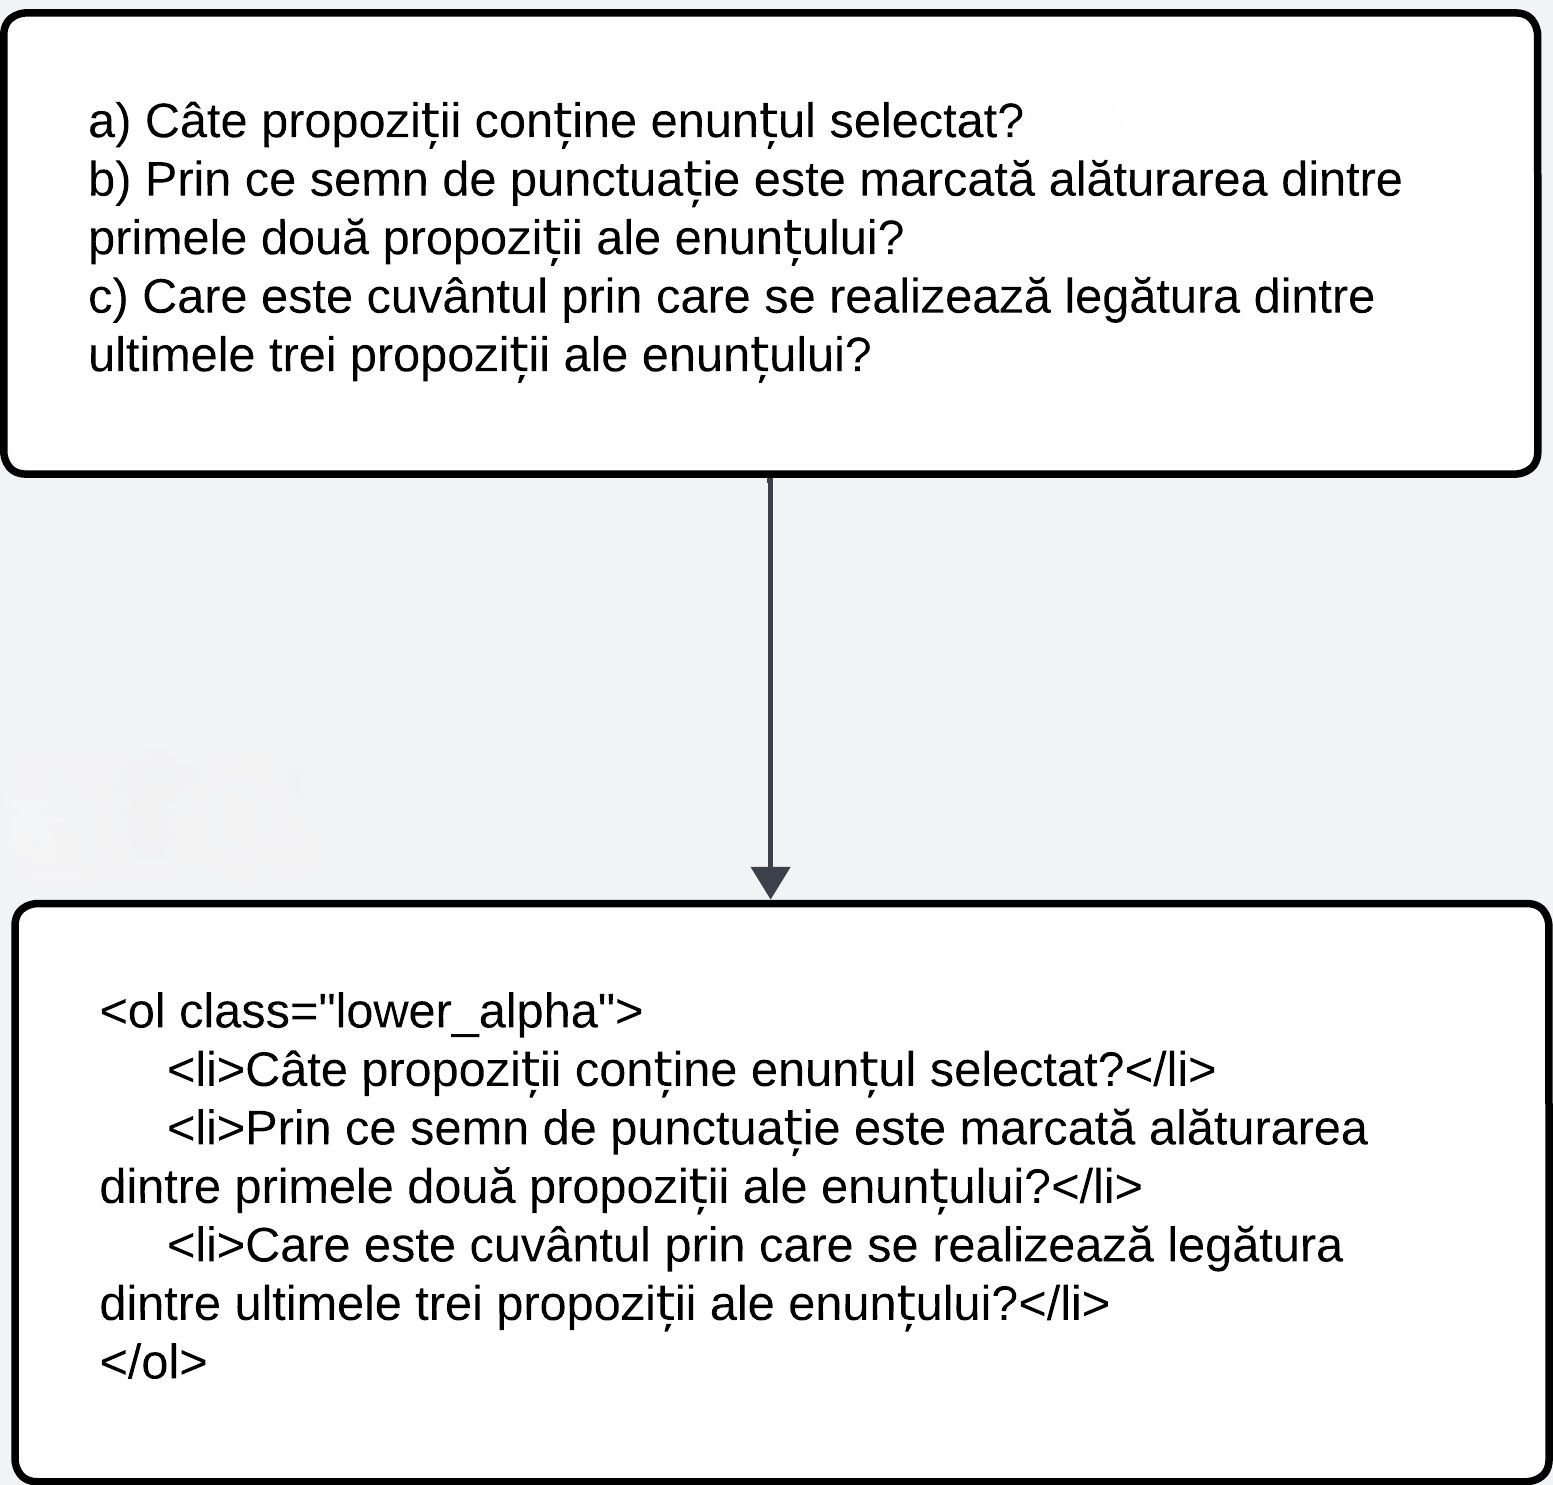 a) Câte propoziții conține enunțul selectat?
b) Prin ce semn de punctuație este marcată alăturarea dintre
primele două propoziții ale enunțului?
c) Care este cuvântul prin care se realizează legătura dintre
ultimele trei propoziții ale enunțului?
<ol class="lower_alpha">
<li>Câte propoziții conține enunțul selectat?</li>
<li>Prin ce semn de punctuație este marcată alăturarea
dintre primele două propoziții ale enunțului?</li>
<li>Care este cuvântul prin care se realizează legătura
dintre ultimele trei propoziții ale enunțului?</li>
</ol>